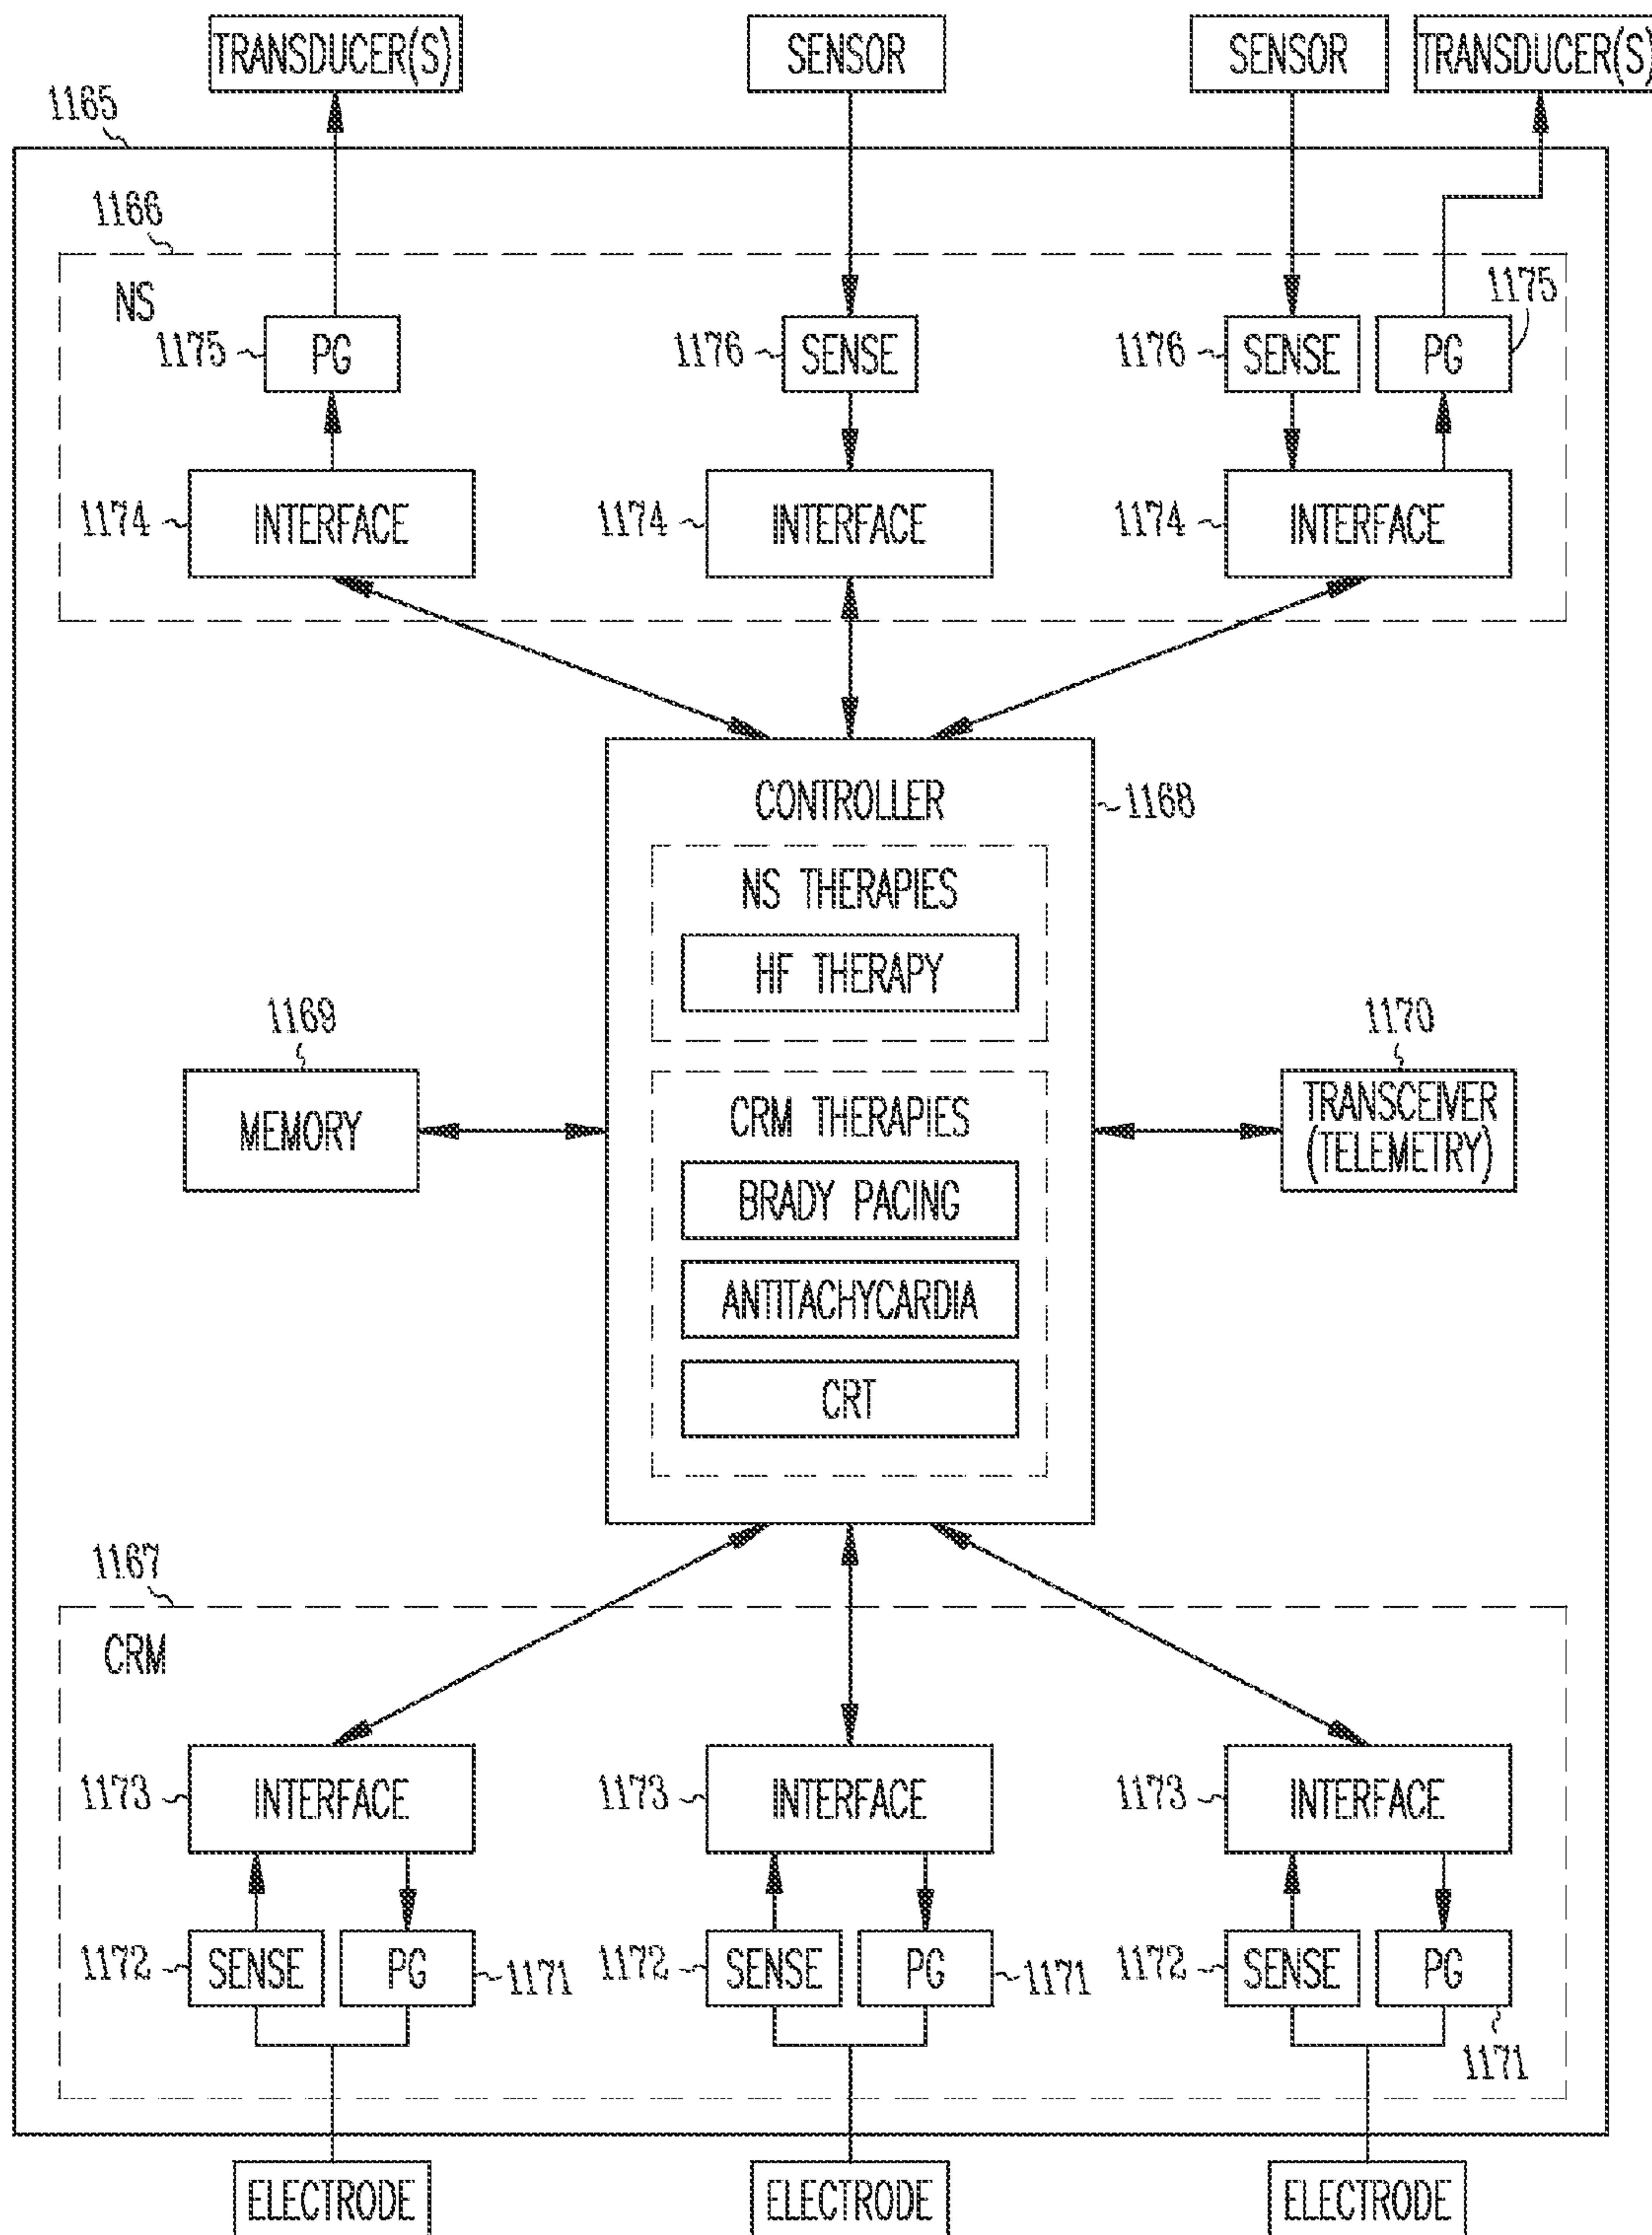 TRANSDUCER(S)
SENSOR
SENSOR
TRANSDUCER(S)
1165
1166
NS
1175
PG
1176
SENSE
1176
SENSE
PG
1175
1174
INTERFACE
1174
INTERFACE
1174
INTERFACE
CONTROLLER
1168
NS THERAPIES
HF THERAPY
1169
MEMORY
1170
TRANSCEIVER
(TELEMETRY)
CRM THERAPIES
BRADY PACING
ANTITACHYCARDIA
CRT
1167
CRM
1173
INTERFACE
1173
INTERFACE
1173
INTERFACE
1172
SENSE
PG
1171
1172
SENSE
PG
1171
1172
SENSE
PG
1171
ELECTRODE
ELECTRODE
ELECTRODE